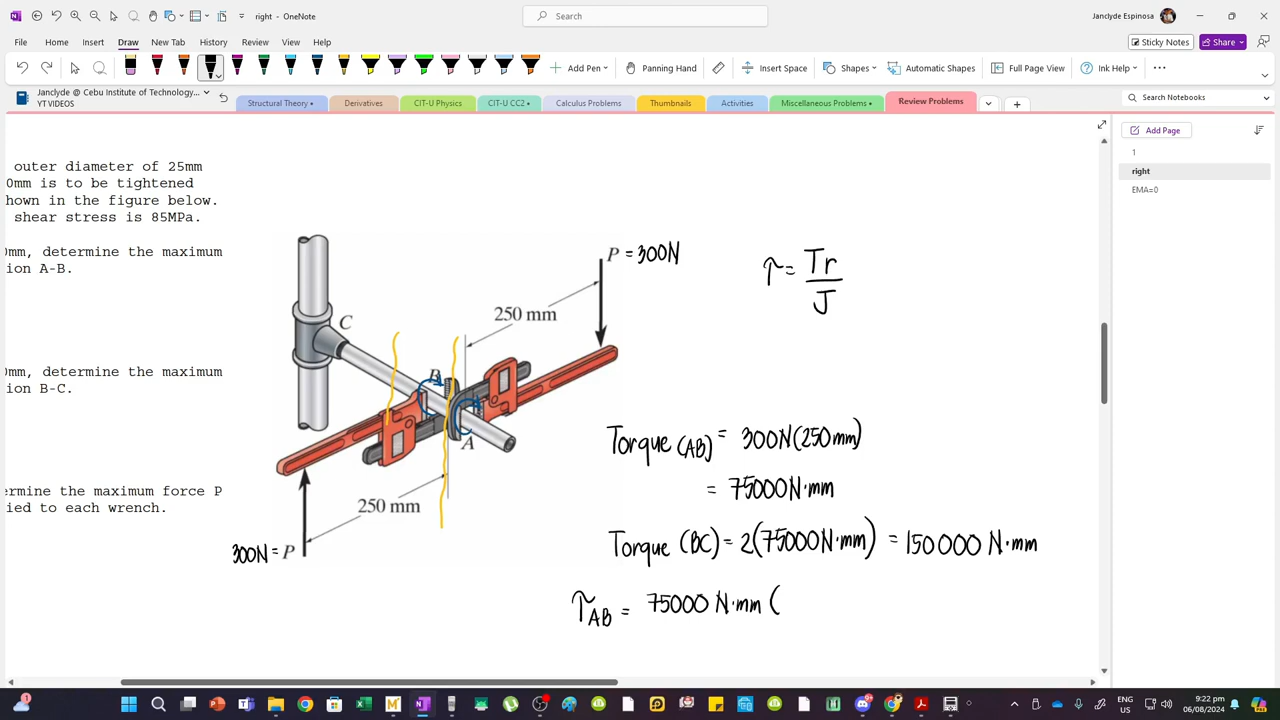 right - OneNote
Search
Janclyde Espinosa
File Home Insert Draw New Tab History Review View Help
Sticky Notes
Share
Add Pen
Panning Hand
Insert Space
Shapes
Automatic Shapes
Full Page View
Ink Help
Janclyde @ Cebu Institute of Technology...
YT VIDEOS
Structural Theory
Derivatives
CIT-U Physics
CIT-U CC2
Calculus Problems
Thumbnails
Activities
Miscellaneous Problems
Review Problems
Search Notebooks
Add Page
1
right
EMA=0
outer diameter of 25mm
0mm is to be tightened
hown in the figure below.
shear stress is 85MPa.
0mm, determine the maximum
ion A-B.
0mm, determine the maximum
ion B-C.
ermine the maximum force P
ied to each wrench.
P = 300N
τ = Tr/J
250 mm
C
B
A
250 mm
300N = P
Torque (AB) = 300N(250mm)
= 75000N·mm
Torque (BC) = 2(75000N·mm) = 150000 N·mm
τAB = 75000 N·mm (
1
ENG
US
9:22 pm
06/08/2024